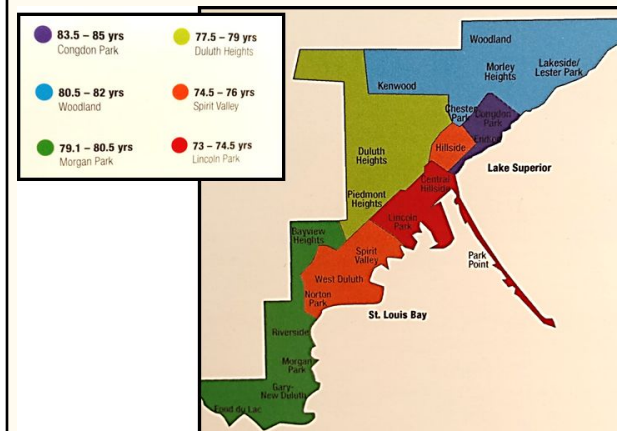 83.5 – 85 yrs
Congdon Park
77.5 – 79 yrs
Duluth Heights
80.5 – 82 yrs
Woodland
74.5 – 76 yrs
Spirit Valley
79.1 – 80.5 yrs
Morgan Park
73 – 74.5 yrs
Lincoln Park
Woodland
Lakeside/
Lester Park
Morley
Heights
Kenwood
Chester
Park
Congdon
Park
Endion
Hillside
Duluth
Heights
Lake Superior
Central
Hillside
Piedmont
Heights
Lincoln
Park
Bayview
Heights
Spirit
Valley
Park
Point
West Duluth
Norton
Park
St. Louis Bay
Riverside
Morgan
Park
Gary-
New Duluth
Fond du Lac